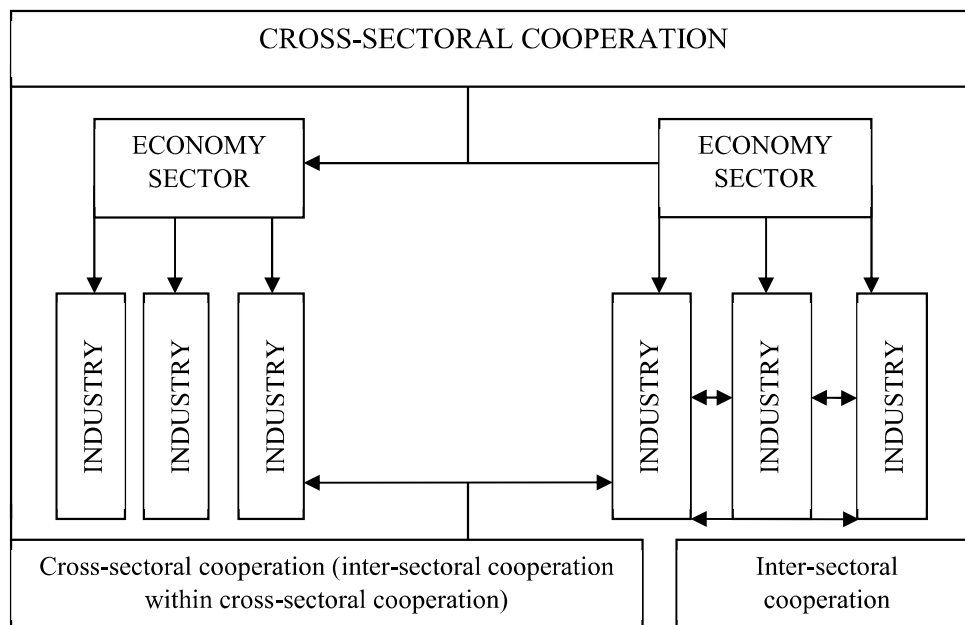 CROSS-SECTORAL COOPERATION
ECONOMY
SECTOR
ECONOMY
SECTOR
INDUSTRY
INDUSTRY
INDUSTRY
INDUSTRY
INDUSTRY
INDUSTRY
Cross-sectoral cooperation (inter-sectoral cooperation
within cross-sectoral cooperation)
Inter-sectoral
cooperation